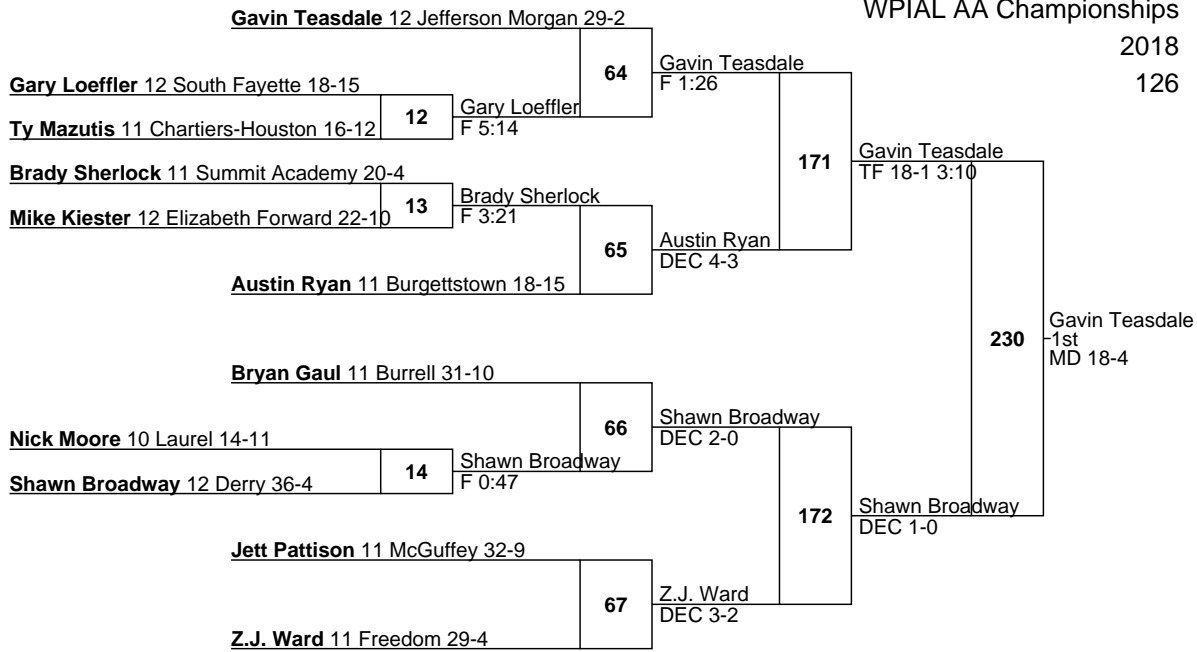 WPIAL AA Championships
2018
126
Gavin Teasdale 12 Jefferson Morgan 29-2
64
Gavin Teasdale
F 1:26
Gary Loeffler 12 South Fayette 18-15
12
Gary Loeffler
F 5:14
Ty Mazutis 11 Chartiers-Houston 16-12
171
Gavin Teasdale
TF 18-1 3:10
Brady Sherlock 11 Summit Academy 20-4
13
Brady Sherlock
F 3:21
Mike Kiester 12 Elizabeth Forward 22-10
65
Austin Ryan
DEC 4-3
Austin Ryan 11 Burgettstown 18-15
230
Gavin Teasdale
1st
MD 18-4
Bryan Gaul 11 Burrell 31-10
66
Shawn Broadway
DEC 2-0
Nick Moore 10 Laurel 14-11
14
Shawn Broadway
F 0:47
Shawn Broadway 12 Derry 36-4
172
Shawn Broadway
DEC 1-0
Jett Pattison 11 McGuffey 32-9
67
Z.J. Ward
DEC 3-2
Z.J. Ward 11 Freedom 29-4